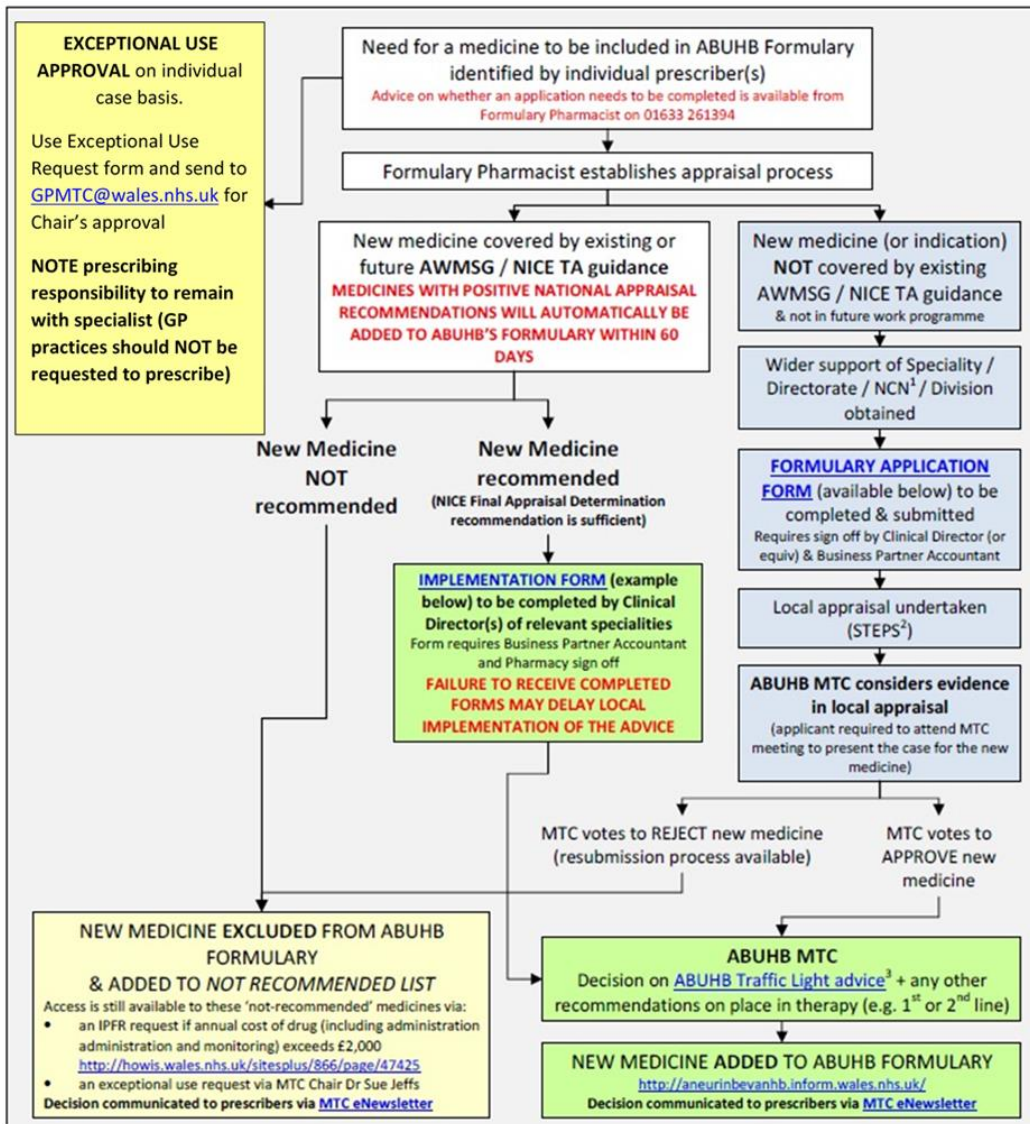 EXCEPTIONAL USE
APPROVAL on individual
case basis.
Use Exceptional Use
Request form and send to
GPMTC@wales.nhs.uk for
Chair’s approval
NOTE prescribing
responsibility to remain
with specialist (GP
practices should NOT be
requested to prescribe)
Need for a medicine to be included in ABUHB Formulary
identified by individual prescriber(s)
Advice on whether an application needs to be completed is available from
Formulary Pharmacist on 01633 261394
Formulary Pharmacist establishes appraisal process
New medicine covered by existing or
future AWMSG / NICE TA guidance
MEDICINES WITH POSITIVE NATIONAL APPRAISAL
RECOMMENDATIONS WILL AUTOMATICALLY BE
ADDED TO ABUHB’S FORMULARY WITHIN 60
DAYS
New medicine (or indication)
NOT covered by existing
AWMSG / NICE TA guidance
& not in future work programme
Wider support of Speciality /
Directorate / NCN1 / Division
obtained
New Medicine
NOT
recommended
New Medicine
recommended
(NICE Final Appraisal Determination
recommendation is sufficient)
FORMULARY APPLICATION
FORM (available below) to be
completed & submitted
Requires sign off by Clinical Director (or
equiv) & Business Partner Accountant
IMPLEMENTATION FORM (example
below) to be completed by Clinical
Director(s) of relevant specialities
Form requires Business Partner Accountant
and Pharmacy sign off
FAILURE TO RECEIVE COMPLETED
FORMS MAY DELAY LOCAL
IMPLEMENTATION OF THE ADVICE
Local appraisal undertaken
(STEPS2)
ABUHB MTC considers evidence
in local appraisal
(applicant required to attend MTC
meeting to present the case for the new
medicine)
MTC votes to REJECT new medicine
(resubmission process available)
MTC votes to
APPROVE new
medicine
NEW MEDICINE EXCLUDED FROM ABUHB
FORMULARY
& ADDED TO NOT RECOMMENDED LIST
Access is still available to these ‘not-recommended’ medicines via:
• an IPFR request if annual cost of drug (including administration
administration and monitoring) exceeds £2,000
http://howis.wales.nhs.uk/sitesplus/866/page/47425
• an exceptional use request via MTC Chair Dr Sue Jeffs
Decision communicated to prescribers via MTC eNewsletter
ABUHB MTC
Decision on ABUHB Traffic Light advice3 + any other
recommendations on place in therapy (e.g. 1st or 2nd line)
NEW MEDICINE ADDED TO ABUHB FORMULARY
http://aneurinbevanhb.inform.wales.nhs.uk/
Decision communicated to prescribers via MTC eNewsletter